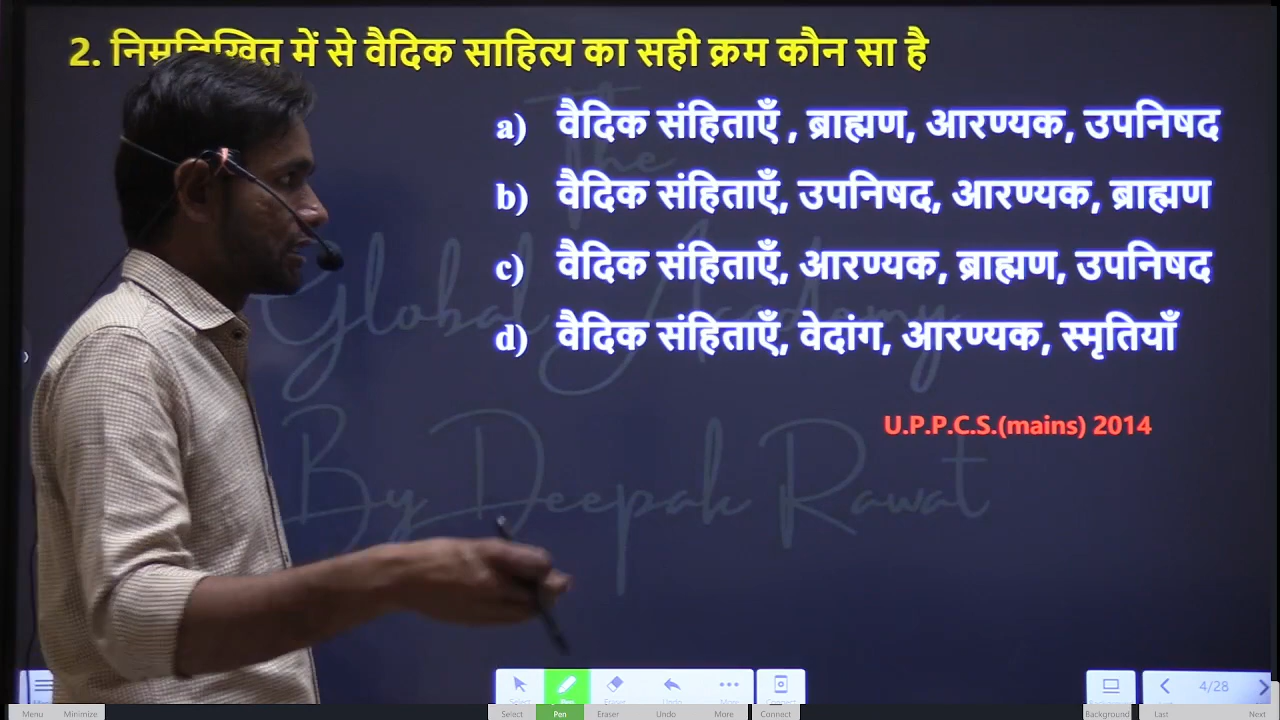 2. निम्नलिखित में से वैदिक साहित्य का सही क्रम कौन सा है
a) वैदिक संहिताएँ , ब्राह्मण, आरण्यक, उपनिषद
b) वैदिक संहिताएँ, उपनिषद, आरण्यक, ब्राह्मण
c) वैदिक संहिताएँ, आरण्यक, ब्राह्मण, उपनिषद
d) वैदिक संहिताएँ, वेदांग, आरण्यक, स्मृतियाँ
U.P.P.C.S.(mains) 2014
The
Global Academy
By Deepak Rawat
4/28
Menu Minimize Select Pen Eraser Undo More Connect Background Last Next